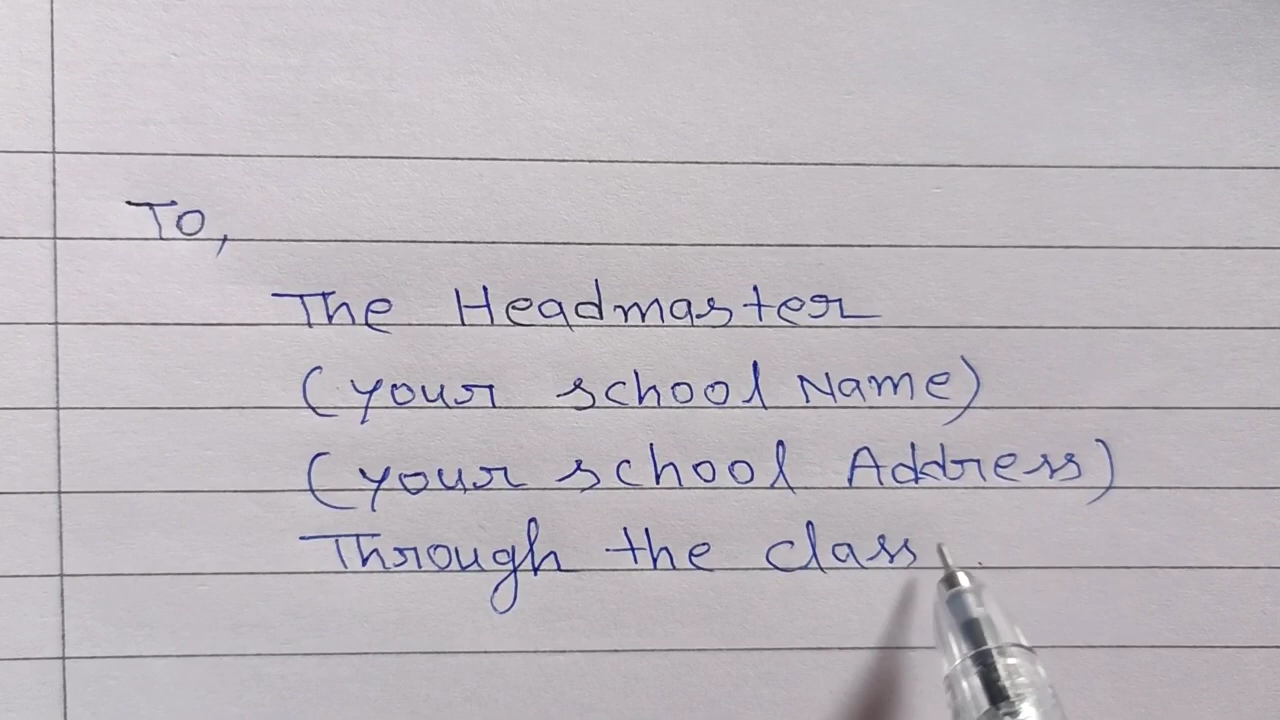 To,
The Headmaster
(your school Name)
(your school Address)
Through the class